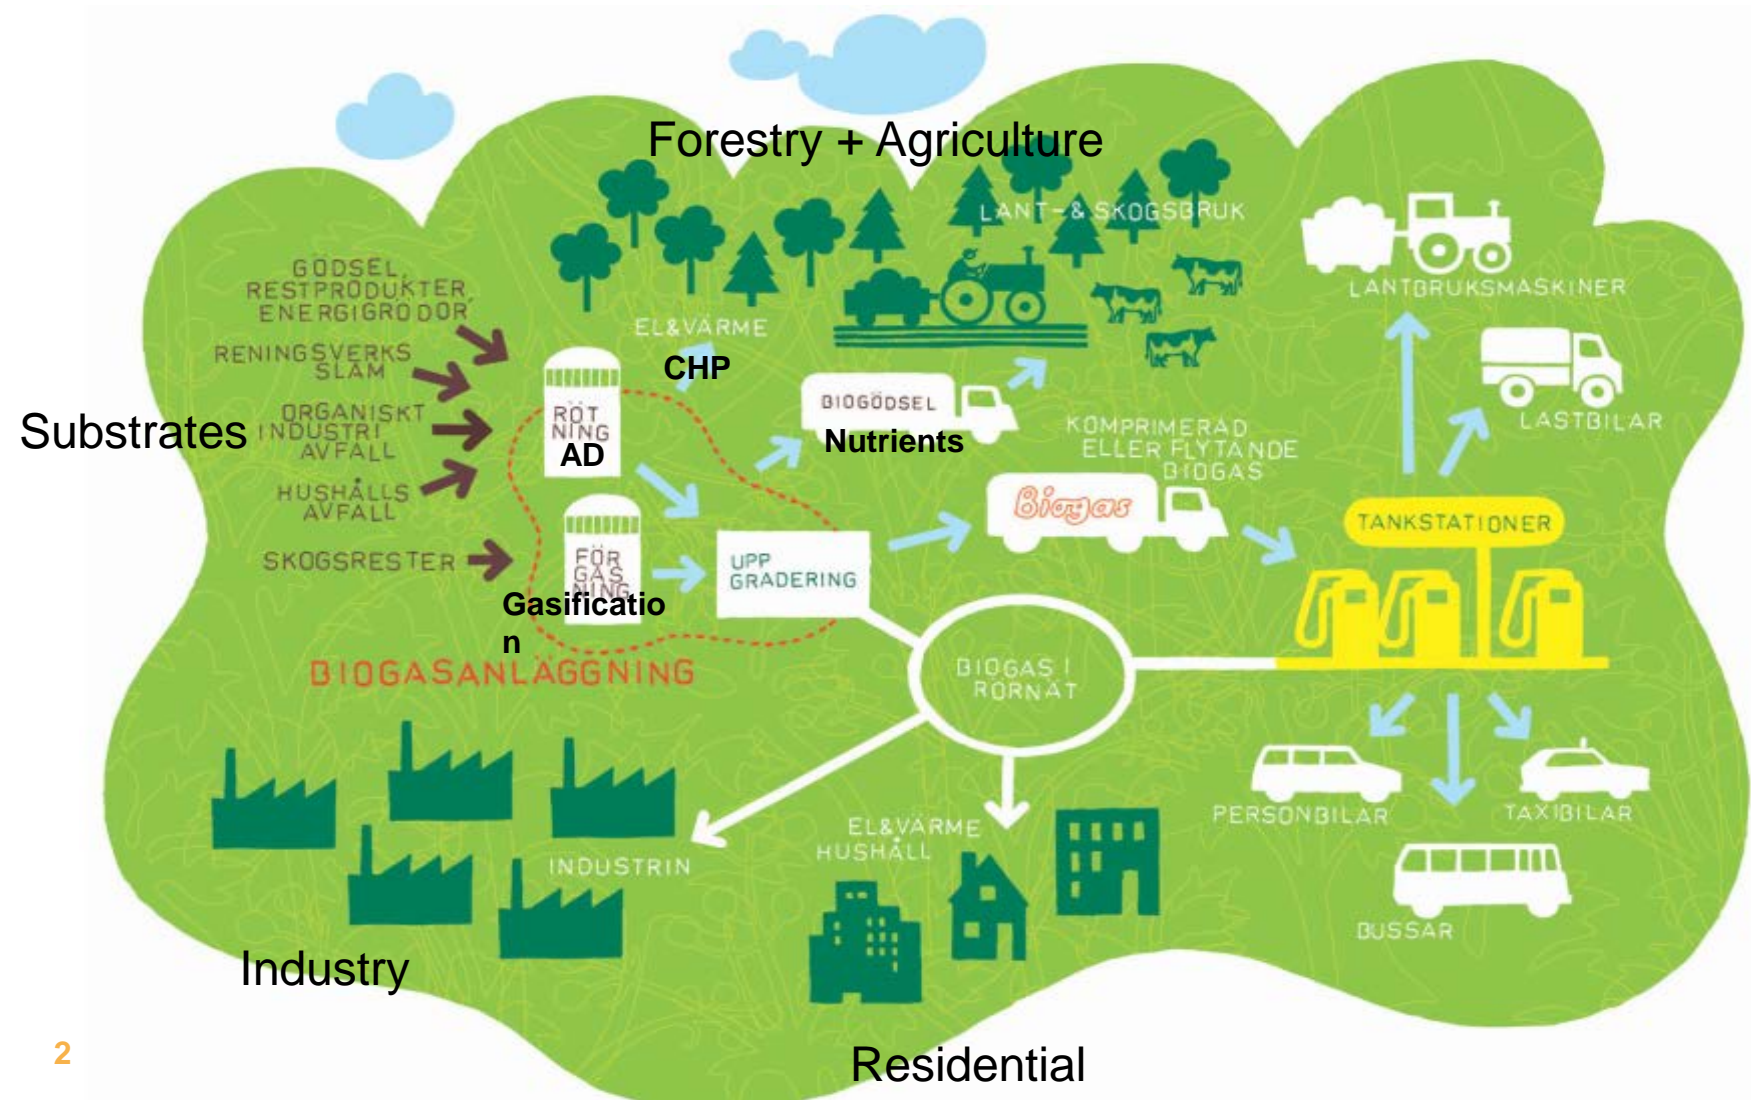 Forestry + Agriculture
LANT-& SKOGSBRUK
GÖDSEL,
RESTPRODUKTER,
ENERGIGRÖDOR
RENINGSVERKS
SLAM
Substrates
ORGANISKT
INDUSTRI
AVFALL
HUSHÅLLS
AVFALL
SKOGSRESTER
EL&VÄRME
CHP
RÖT
NING
AD
FÖR
GAS
NING
Gasificatio
n
BIOGASANLÄGGNING
UPP
GRADERING
BIOGÖDSEL
Nutrients
KOMPRIMERAD
ELLER FLYTANDE
BIOGAS
Biogas
LANTBRUKSMASKINER
LASTBILAR
TANKSTATIONER
BIOGAS I
RÖRNÄT
PERSONBILAR
TAXIBILAR
BUSSAR
EL&VÄRME
HUSHÅLL
INDUSTRIN
Industry
Residential
2